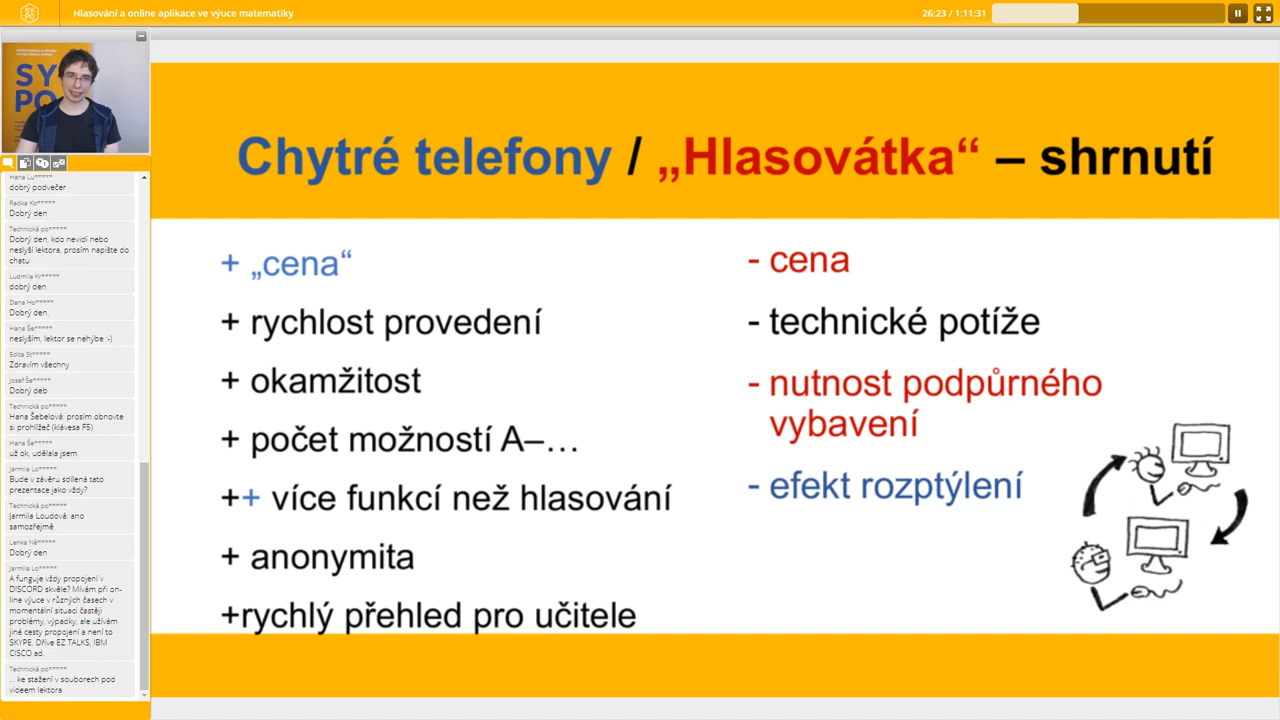 SY
PO
Hlasování a online aplikace ve výuce matematiky
26:23 / 1:11:31
SY
PO
Hana Lu*****
dobrý podvečer
Radka Ko*****
Dobrý den
Technická po*****
Dobrý den, kdo nevidí nebo
neslyší lektora, prosím napište do
chatu
Ludmila Kr*****
dobrý den
Dana Ho*****
Dobrý den.
Hana Še*****
neslyším, lektor se nehýbe :-)
Edita St*****
Zdravím všechny
Josef Še*****
Dobrý deb
Technická po*****
Hana Šebelová: prosím obnovte
si prohlížeč (klávesa F5)
Hana Še*****
už ok, udělala jsem
Jarmila Lo*****
Bude v závěru sdílená tato
prezentace jako vždy?
Technická po*****
Jarmila Loudová: ano
samozřejmě
Lenka Ně*****
Dobrý den
Jarmila Lo*****
A funguje vždy propojení v
DISCORD skvěle? Mívám při on-
line výuce v různých časech v
momentální situaci častěji
problémy, výpadky, ale užívám
jiné cesty propojení a není to
SKYPE. Dříve EZ TALKS, IBM
CISCO ad.
Technická po*****
... ke stažení v souborech pod
videem lektora
Chytré telefony / „Hlasovátka“ – shrnutí
+ „cena“
+ rychlost provedení
+ okamžitost
+ počet možností A–…
++ více funkcí než hlasování
+ anonymita
+rychlý přehled pro učitele
- cena
- technické potíže
- nutnost podpůrného
vybavení
- efekt rozptýlení